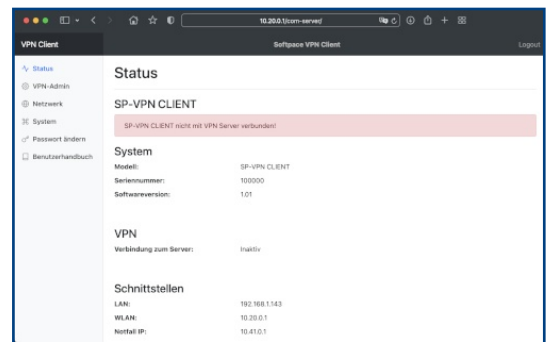 10.20.0.1/com-server/
VPN Client
Softpace VPN Client
Logout
Status
VPN-Admin
Netzwerk
System
Passwort ändern
Benutzerhandbuch
Status
SP-VPN CLIENT
SP-VPN CLIENT nicht mit VPN Server verbunden!
System
Modell: SP-VPN CLIENT
Seriennummer: 100000
Softwareversion: 1.01
VPN
Verbindung zum Server: Inaktiv
Schnittstellen
LAN: 192.168.1.143
WLAN: 10.20.0.1
Notfall IP: 10.41.0.1